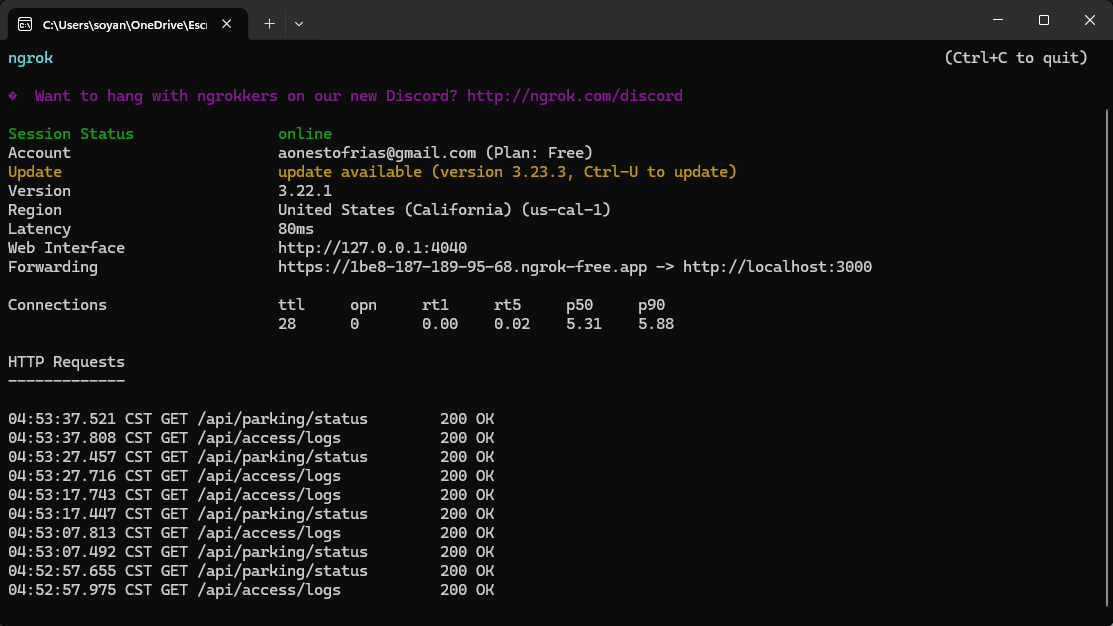 C:\Users\soyan\OneDrive\Escr
ngrok (Ctrl+C to quit)
� Want to hang with ngrokkers on our new Discord? http://ngrok.com/discord
Session Status online
Account aonestofrias@gmail.com (Plan: Free)
Update update available (version 3.23.3, Ctrl-U to update)
Version 3.22.1
Region United States (California) (us-cal-1)
Latency 80ms
Web Interface http://127.0.0.1:4040
Forwarding https://1be8-187-189-95-68.ngrok-free.app -> http://localhost:3000
Connections ttl opn rt1 rt5 p50 p90
28 0 0.00 0.02 5.31 5.88
HTTP Requests
-------------
04:53:37.521 CST GET /api/parking/status 200 OK
04:53:37.808 CST GET /api/access/logs 200 OK
04:53:27.457 CST GET /api/parking/status 200 OK
04:53:27.716 CST GET /api/access/logs 200 OK
04:53:17.743 CST GET /api/access/logs 200 OK
04:53:17.447 CST GET /api/parking/status 200 OK
04:53:07.813 CST GET /api/access/logs 200 OK
04:53:07.492 CST GET /api/parking/status 200 OK
04:52:57.655 CST GET /api/parking/status 200 OK
04:52:57.975 CST GET /api/access/logs 200 OK